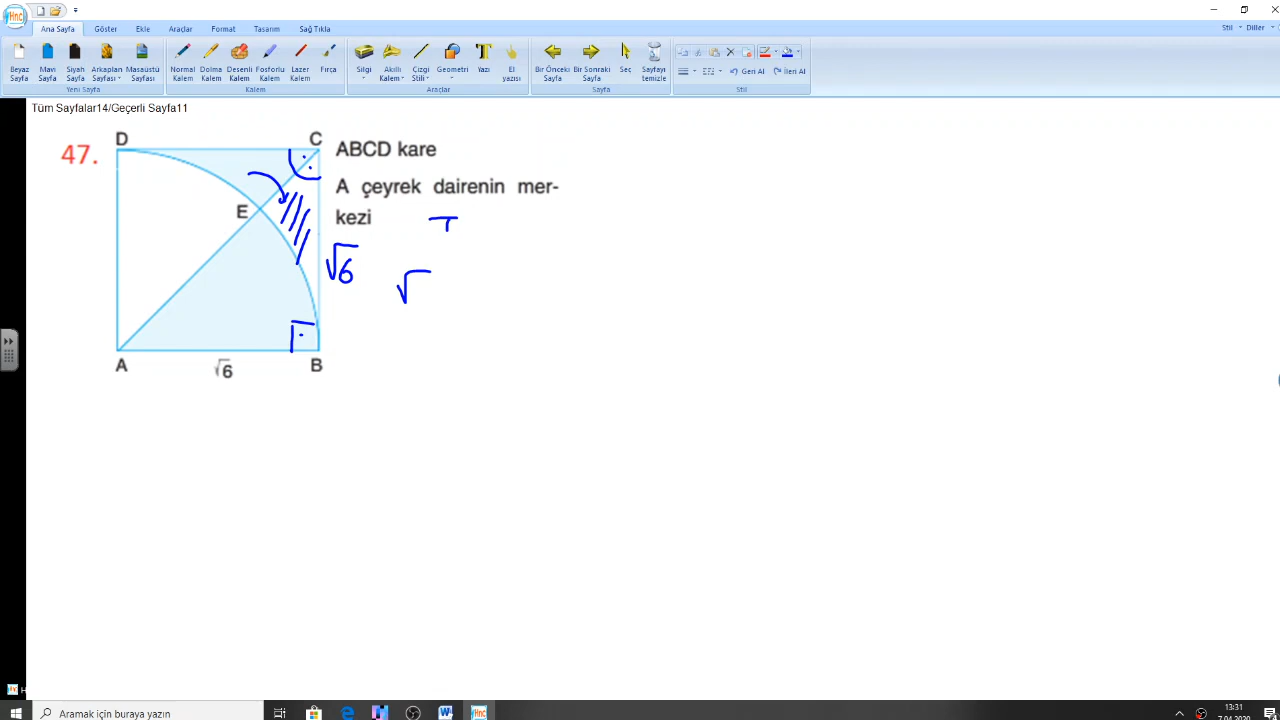 Ana Sayfa Göster Ekle Araçlar Format Tasarım Sağ Tıkla
Stil Diller
Beyaz Sayfa Mavi Sayfa Siyah Sayfa Arkaplan Sayfası Masaüstü Sayfası
Normal Kalem Dolma Kalem Desenli Kalem Fosforlu Kalem Lazer Kalem Fırça
Silgi Akıllı Kalem Çizgi Stili Geometri Yazı El yazısı
Bir Önceki Sayfa Bir Sonraki Sayfa Sec Sayfayı temizle
Geri Al İleri Al
Yeni Sayfa Kalem Araçlar Sayfa Stil
Tüm Sayfalar14/Geçerli Sayfa11
47.
D C
ABCD kare
A çeyrek dairenin mer-
kezi
E
√6
√
A B
√6
Aramak için buraya yazın
13:31
7.04.2020